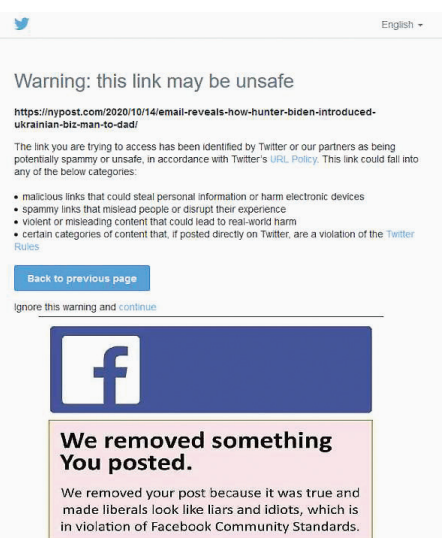 English
Warning: this link may be unsafe
https://nypost.com/2020/10/14/email-reveals-how-hunter-biden-introduced-
ukrainian-biz-man-to-dad/
The link you are trying to access has been identified by Twitter or our partners as being
potentially spammy or unsafe, in accordance with Twitter's URL Policy. This link could fall into
any of the below categories:
• malicious links that could steal personal information or harm electronic devices
• spammy links that mislead people or disrupt their experience
• violent or misleading content that could lead to real-world harm
• certain categories of content that, if posted directly on Twitter, are a violation of the Twitter
Rules
Back to previous page
Ignore this warning and continue
f
We removed something
You posted.
We removed your post because it was true and
made liberals look like liars and idiots, which is
in violation of Facebook Community Standards.